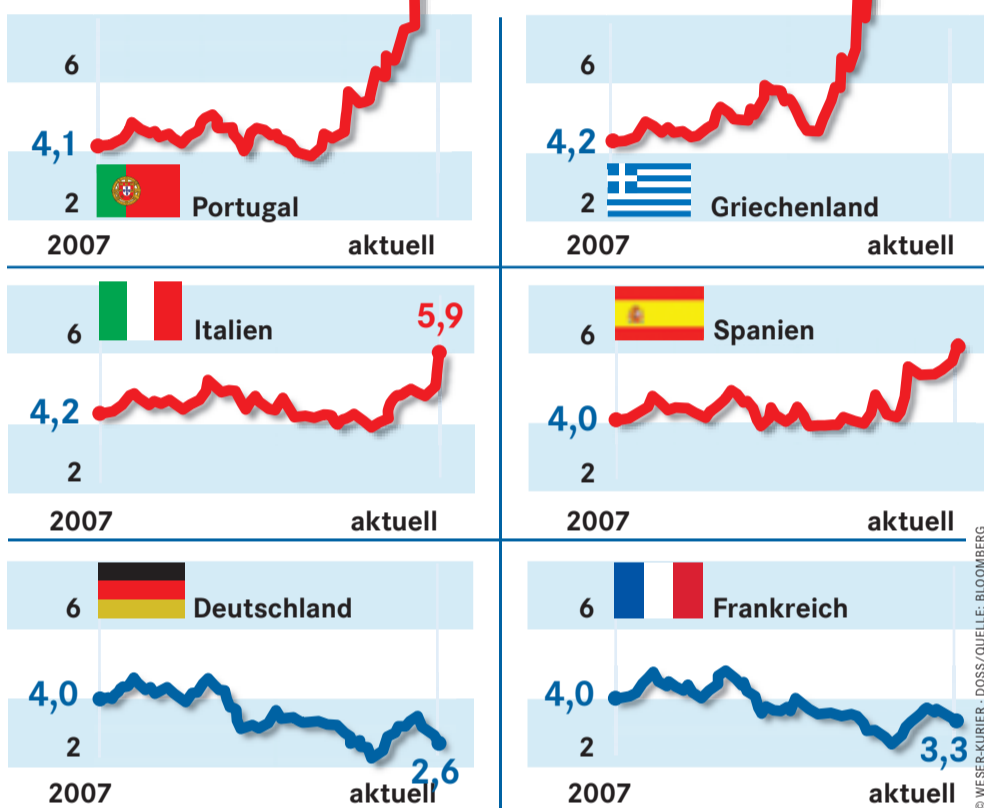 6
4,1
2
Portugal
2007 aktuell
6
4,2
2
Griechenland
2007 aktuell
Italien
5,9
6
4,2
2
2007 aktuell
Spanien
6
4,0
2
2007 aktuell
Deutschland
6
4,0
2
2,6
2007 aktuell
Frankreich
6
4,0
2
3,3
2007 aktuell
© WESER-KURIER · DOSS/QUELLE: BLOOMBERG